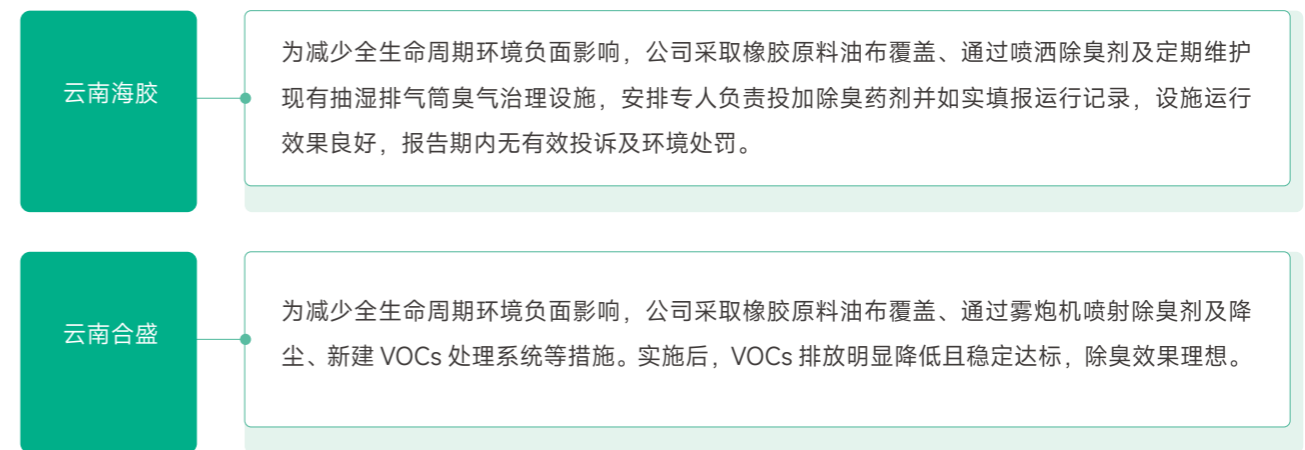 云南海胶
为减少全生命周期环境负面影响，公司采取橡胶原料油布覆盖、通过喷洒除臭剂及定期维护
现有抽湿排气筒臭气治理设施，安排专人负责投加除臭药剂并如实填报运行记录，设施运行
效果良好，报告期内无有效投诉及环境处罚。
云南合盛
为减少全生命周期环境负面影响，公司采取橡胶原料油布覆盖、通过雾炮机喷射除臭剂及降
尘、新建 VOCs 处理系统等措施。实施后，VOCs 排放明显降低且稳定达标，除臭效果理想。